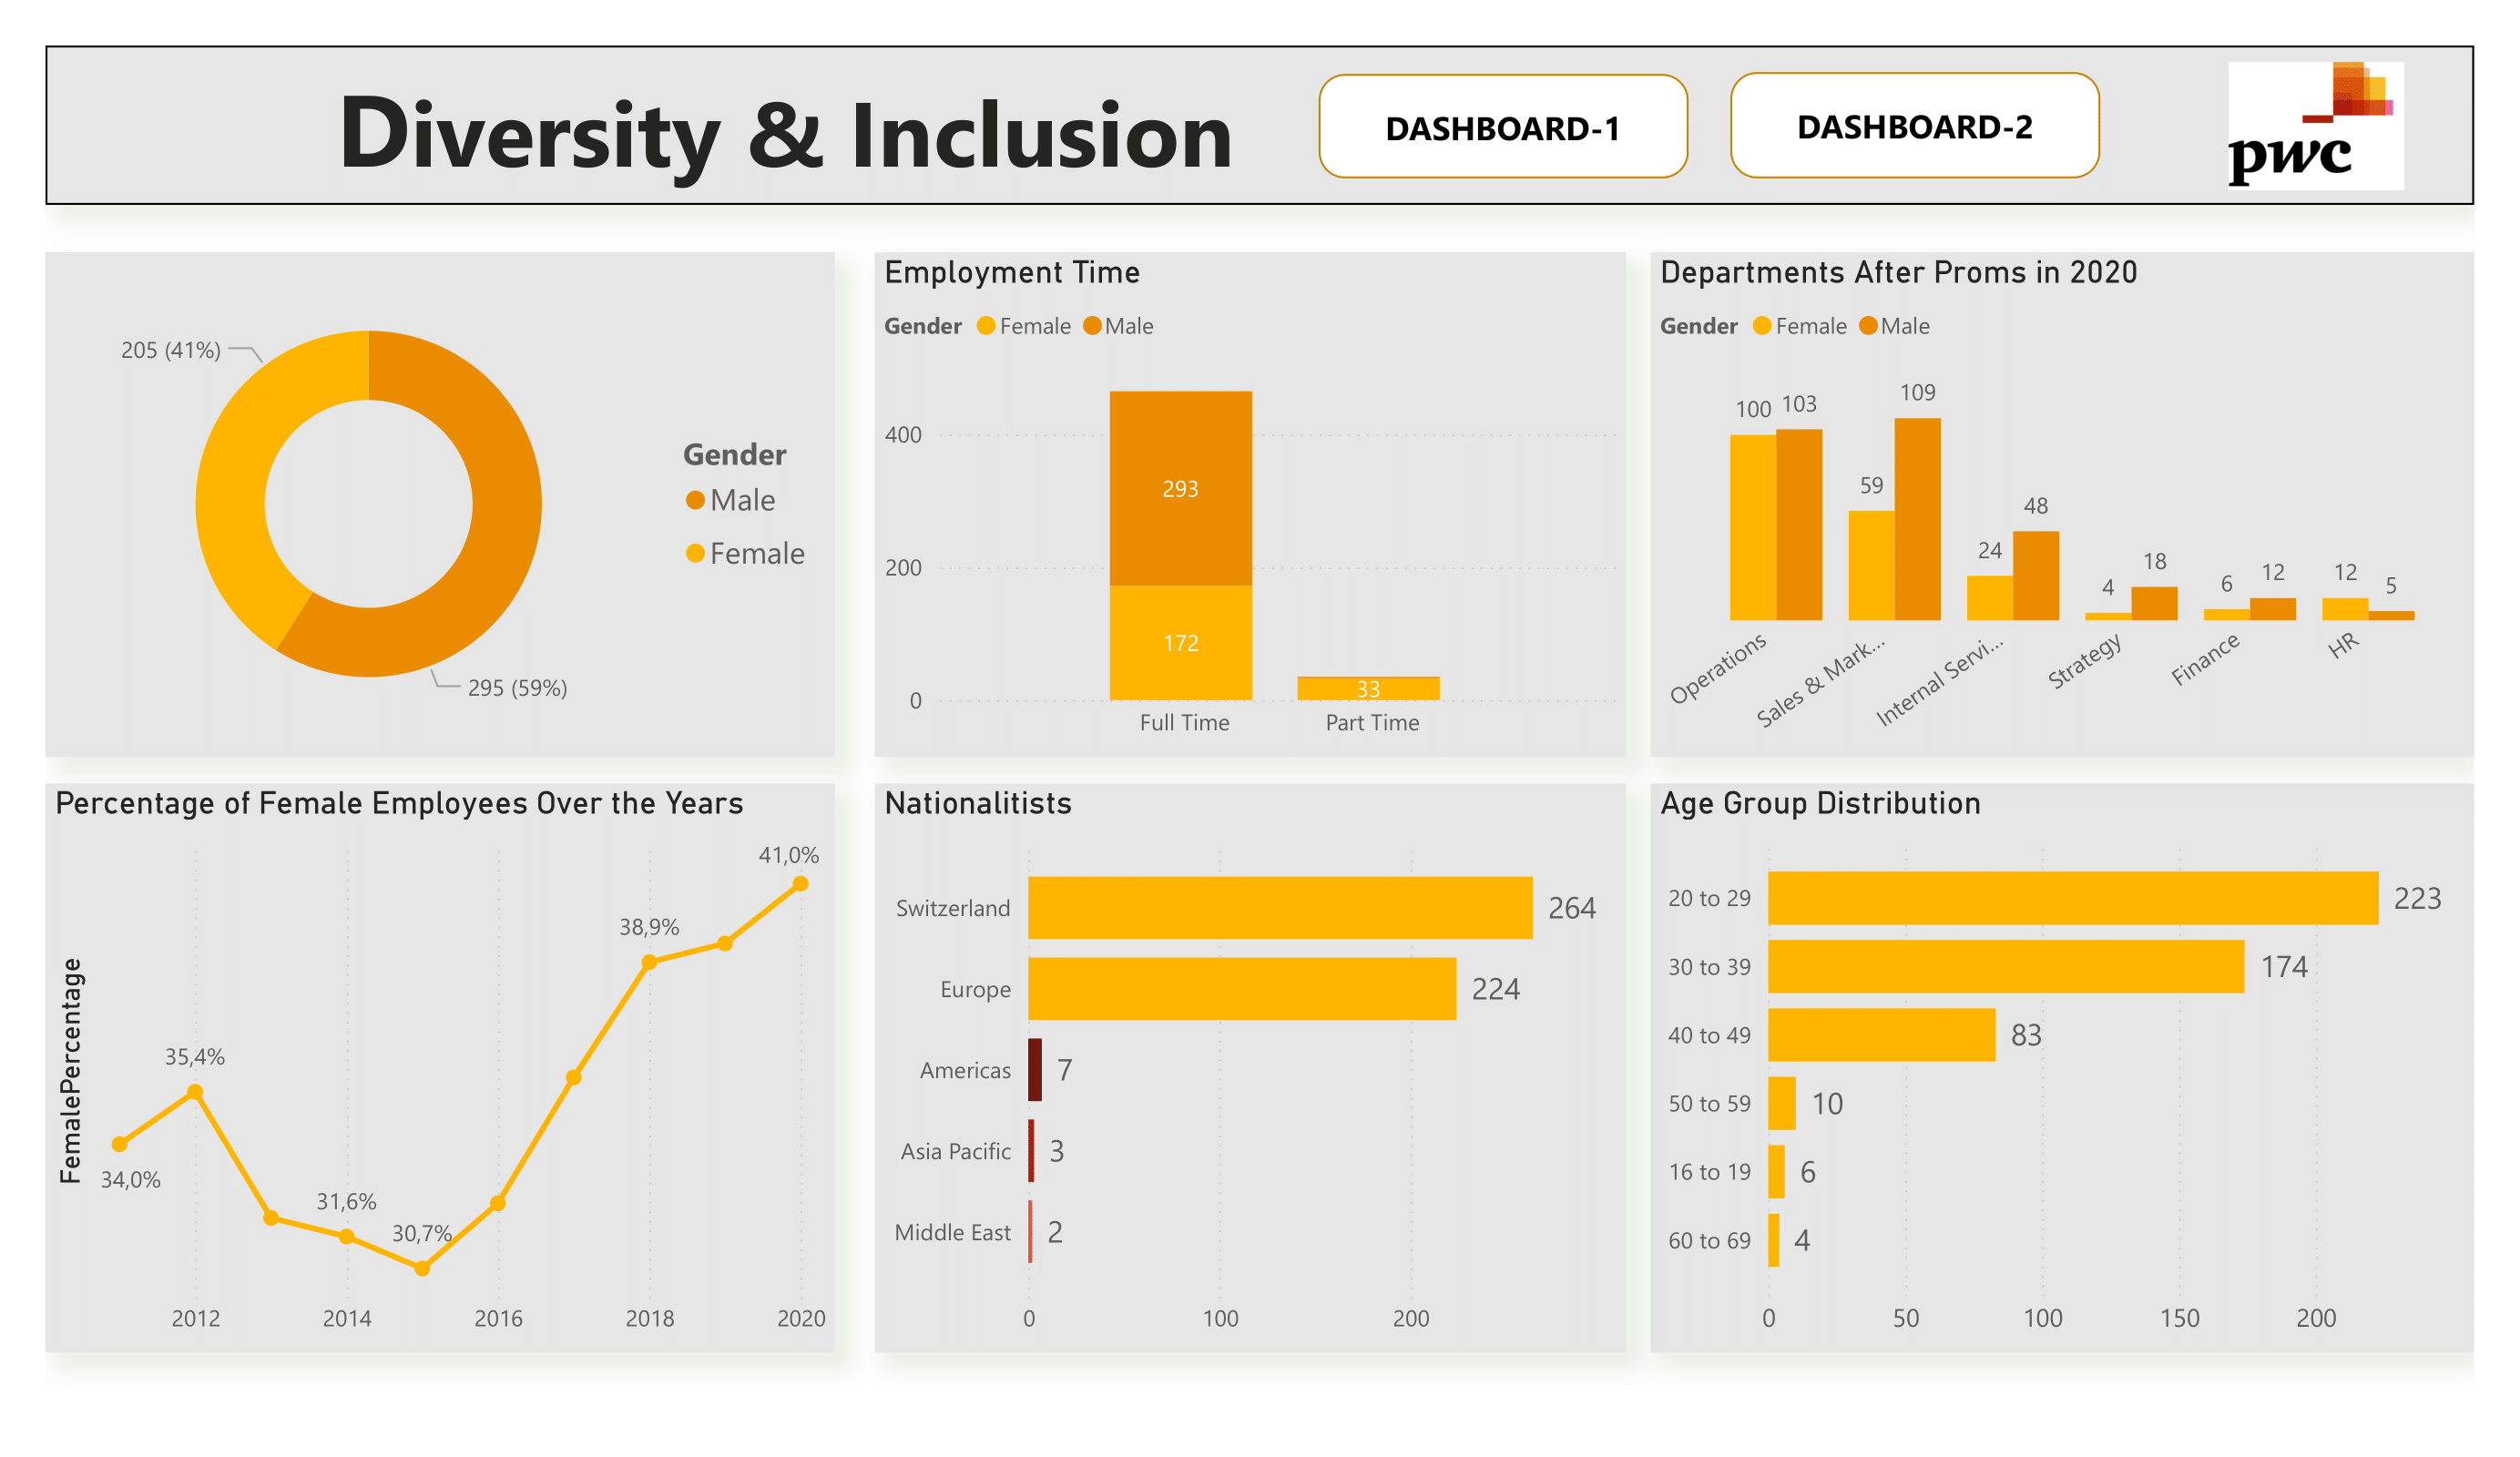 Diversity & Inclusion
DASHBOARD-1
DASHBOARD-2
pwc
205 (41%)
295 (59%)
Gender
Male
Female
Employment Time
Gender Female Male
400
200
0
293
172
33
Full Time
Part Time
Departments After Proms in 2020
Gender Female Male
100 103
59 109
24 48
4 18
6 12
12 5
Operations
Sales & Mark...
Internal Servi...
Strategy
Finance
HR
Percentage of Female Employees Over the Years
FemalePercentage
34,0%
35,4%
31,6%
30,7%
38,9%
41,0%
2012 2014 2016 2018 2020
Nationalitists
Switzerland 264
Europe 224
Americas 7
Asia Pacific 3
Middle East 2
0 100 200
Age Group Distribution
20 to 29 223
30 to 39 174
40 to 49 83
50 to 59 10
16 to 19 6
60 to 69 4
0 50 100 150 200